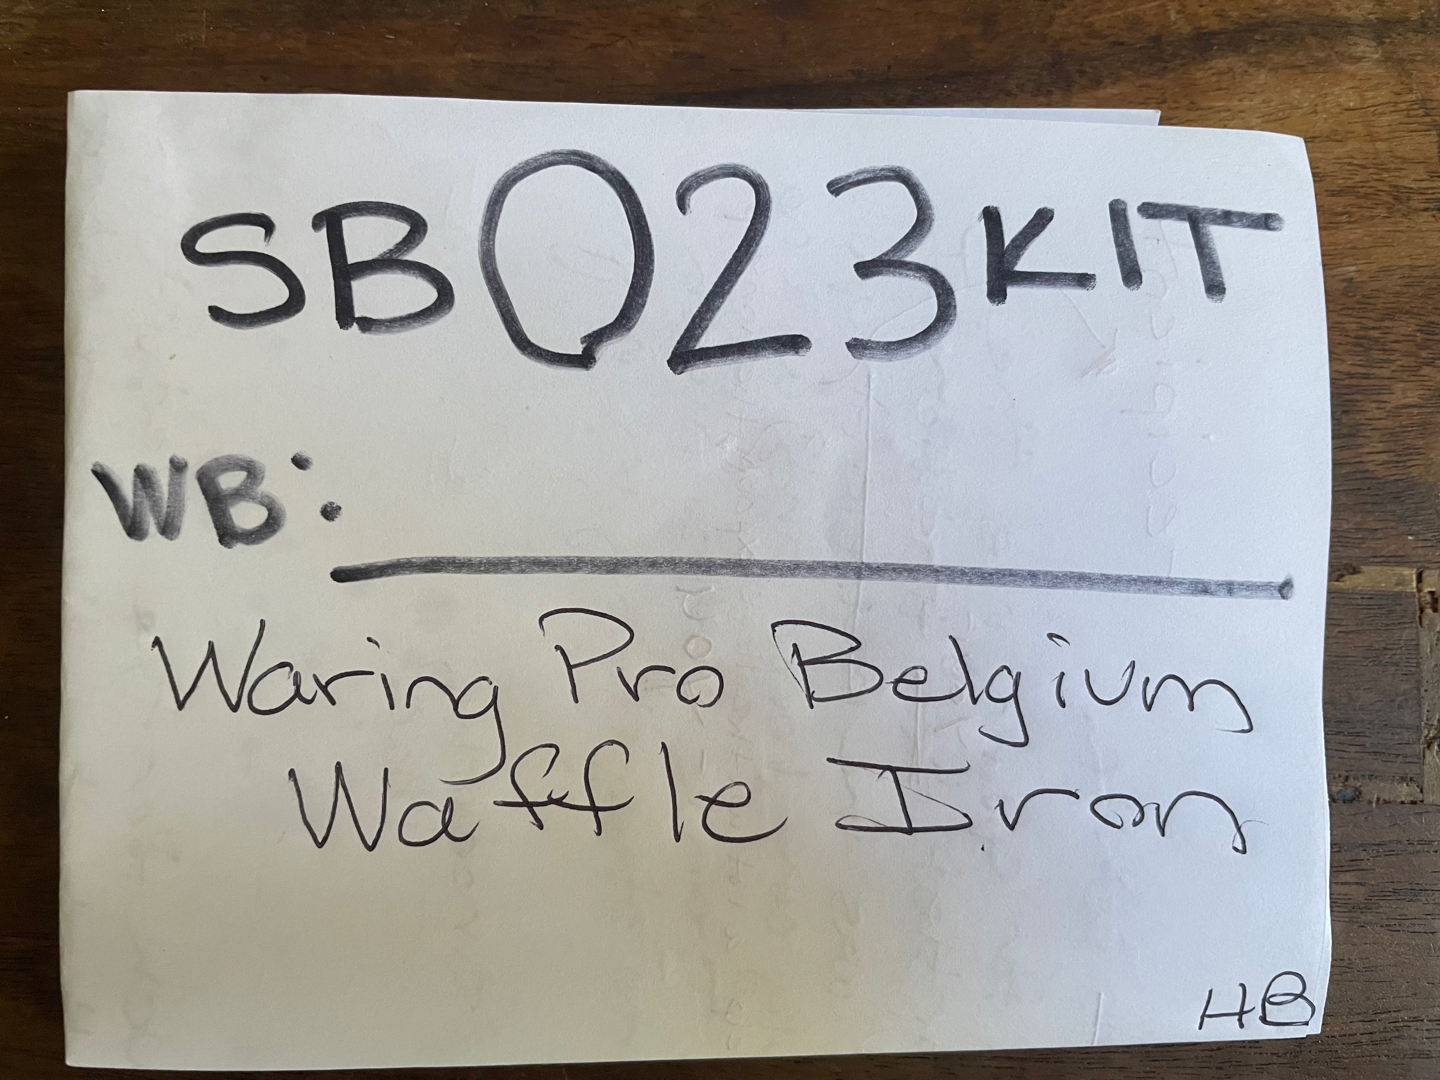 SB023KIT
WB:
Waring Pro Belgium
Waffle Iron
HB